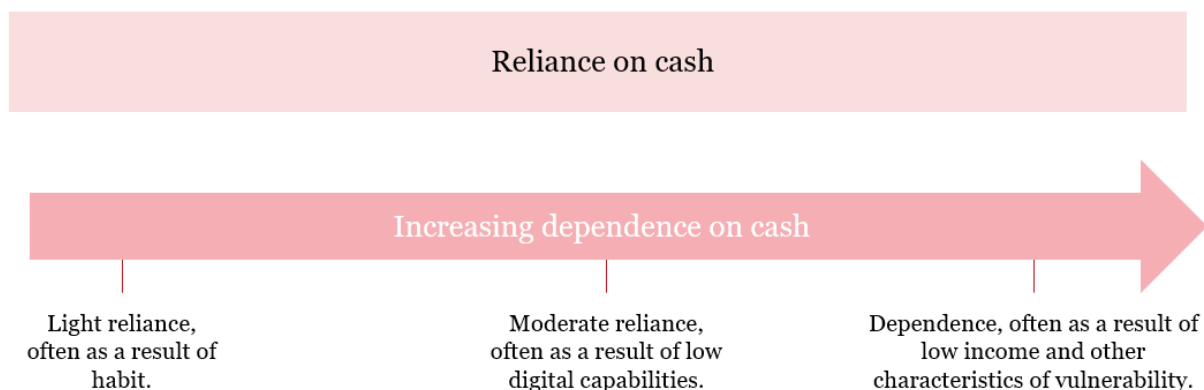 Reliance on cash
Increasing dependence on cash
Light reliance,
often as a result of
habit.
Moderate reliance,
often as a result of low
digital capabilities.
Dependence, often as a result of
low income and other
characteristics of vulnerability.